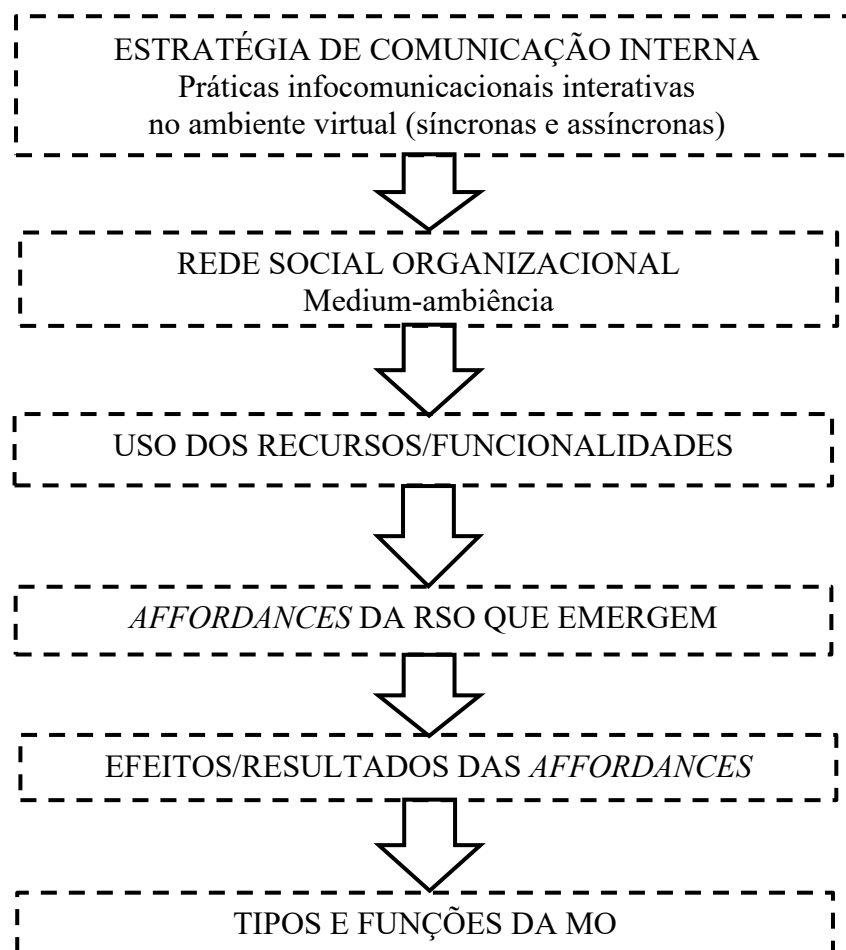 ESTRATÉGIA DE COMUNICAÇÃO INTERNA
Práticas infocomunicacionais interativas
no ambiente virtual (síncronas e assíncronas)
REDE SOCIAL ORGANIZACIONAL
Medium-ambiência
USO DOS RECURSOS/FUNCIONALIDADES
AFFORDANCES DA RSO QUE EMERGEM
EFEITOS/RESULTADOS DAS AFFORDANCES
TIPOS E FUNÇÕES DA MO